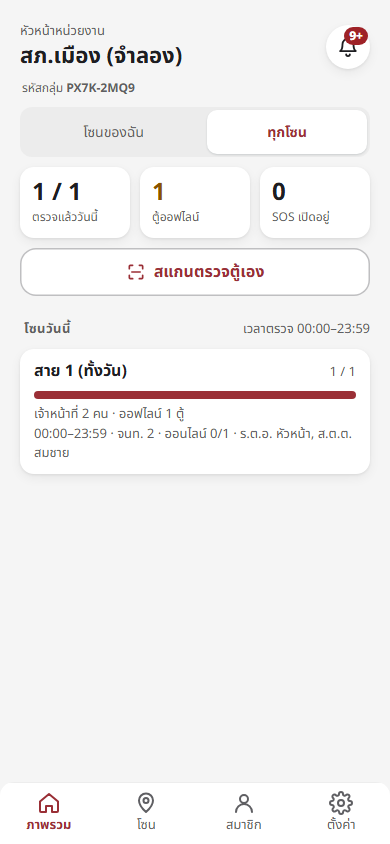 หัวหน้าหน่วยงาน
สภ.เมือง (จำลอง)
9+
รหัสกลุ่ม PX7K-2MQ9
โซนของฉัน
ทุกโซน
1 / 1
ตรวจแล้ววันนี้
1
ตู้ออฟไลน์
0
SOS เปิดอยู่
สแกนตรวจตู้เอง
โซนวันนี้
เวลาตรวจ 00:00–23:59
สาย 1 (ทั้งวัน)
1 / 1
เจ้าหน้าที่ 2 คน · ออฟไลน์ 1 ตู้
00:00–23:59 · จนท. 2 · ออนไลน์ 0/1 · ร.ต.อ. หัวหน้า, ส.ต.ต.
สมชาย
ภาพรวม
โซน
สมาชิก
ตั้งค่า